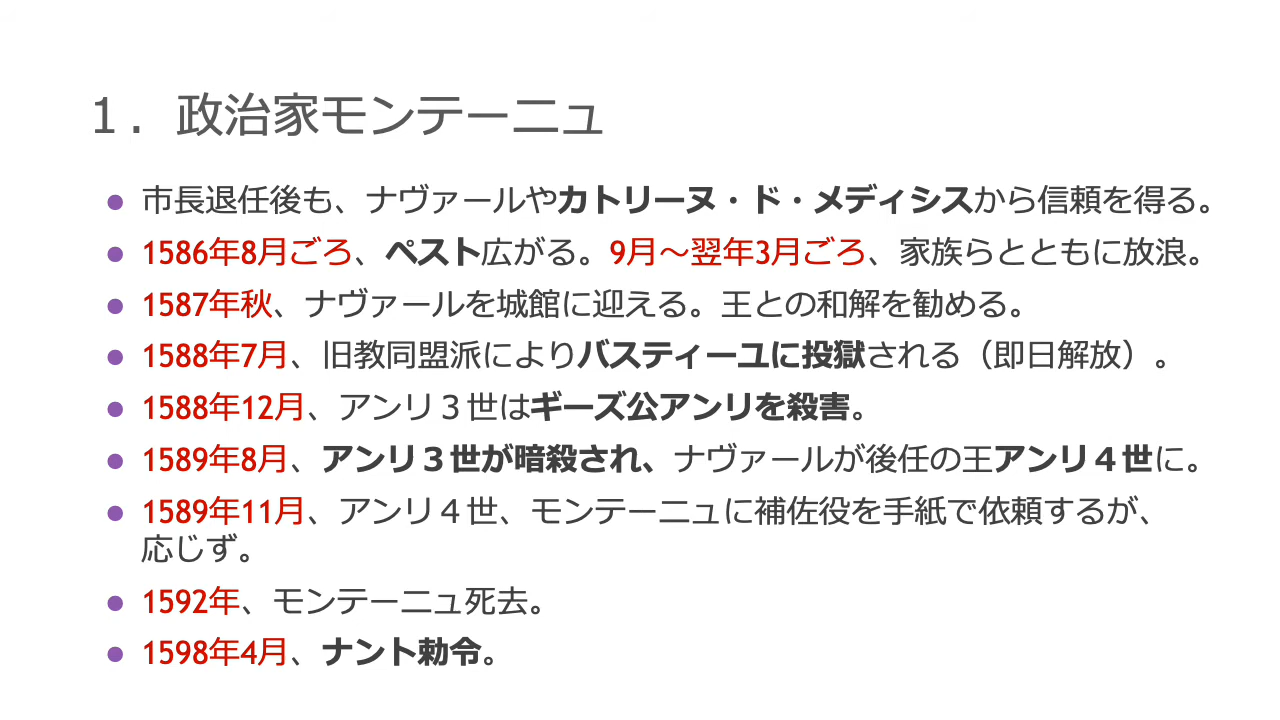 １．政治家モンテーニュ
● 市長退任後も、ナヴァールやカトリーヌ・ド・メディシスから信頼を得る。
● 1586年8月ごろ、ペスト広がる。9月～翌年3月ごろ、家族らとともに放浪。
● 1587年秋、ナヴァールを城館に迎える。王との和解を勧める。
● 1588年7月、旧教同盟派によりバスティーユに投獄される（即日解放）。
● 1588年12月、アンリ３世はギーズ公アンリを殺害。
● 1589年8月、アンリ３世が暗殺され、ナヴァールが後任の王アンリ４世に。
● 1589年11月、アンリ４世、モンテーニュに補佐役を手紙で依頼するが、
応じず。
● 1592年、モンテーニュ死去。
● 1598年4月、ナント勅令。